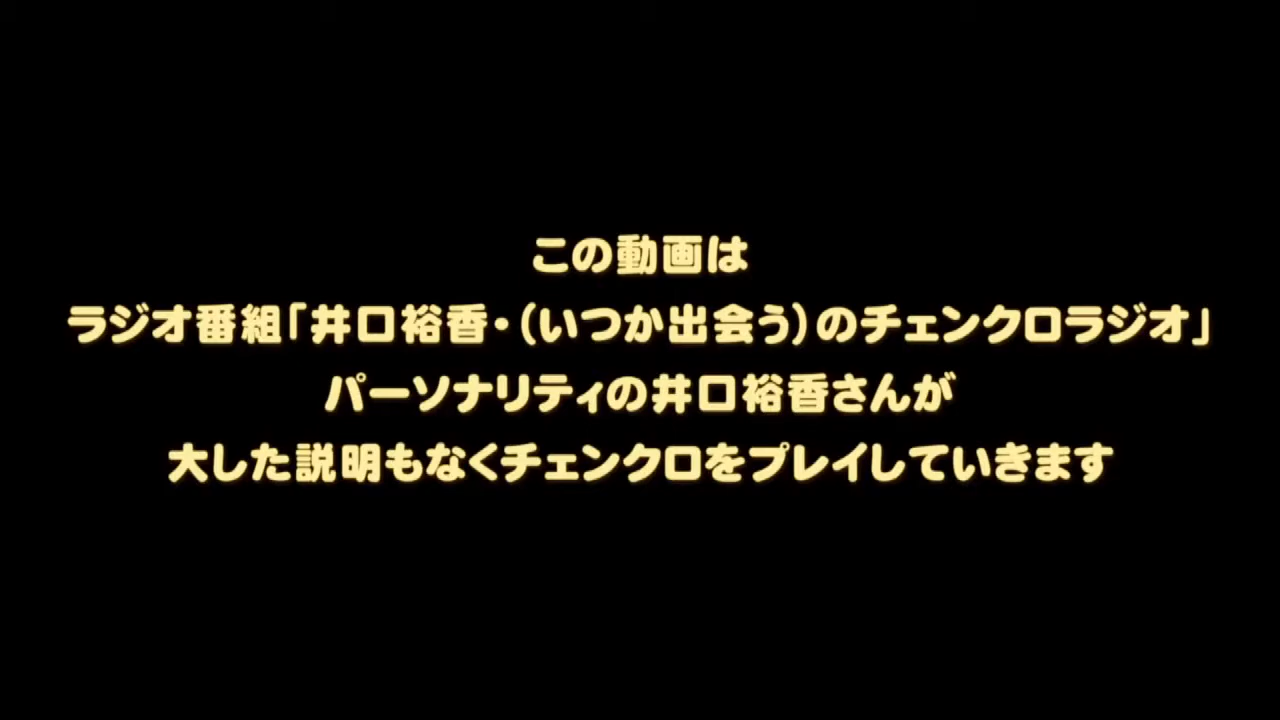 この動画は
ラジオ番組「井口裕香・(いつか出会う)のチェンクロラジオ」
パーソナリティの井口裕香さんが
大した説明もなくチェンクロをプレイしていきます